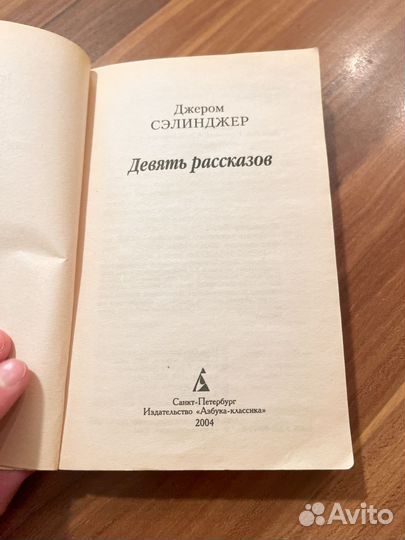 Джером
СЭЛИНДЖЕР
Девять рассказов
Санкт-Петербург
Издательство «Азбука-классика»
2004
Avito